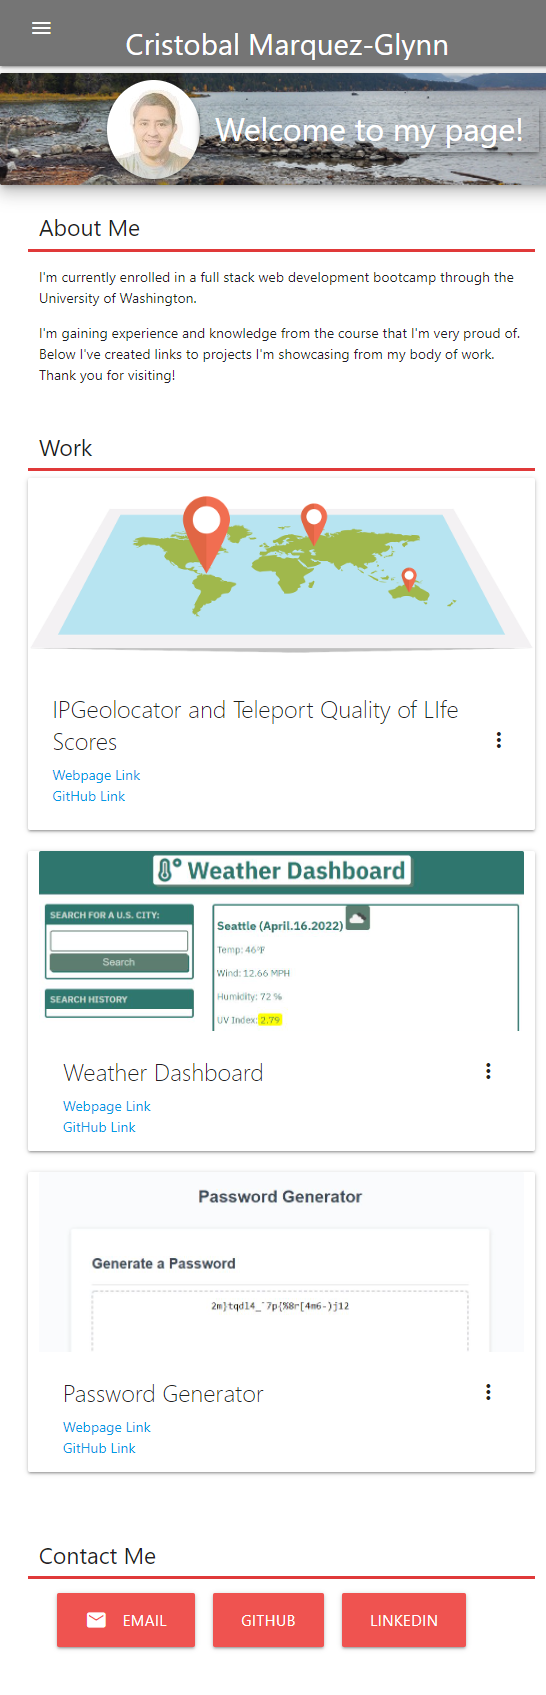 Cristobal Marquez-Glynn
Welcome to my page!
About Me
I'm currently enrolled in a full stack web development bootcamp through the
University of Washington.
I'm gaining experience and knowledge from the course that I'm very proud of.
Below I've created links to projects I'm showcasing from my body of work.
Thank you for visiting!
Work
IPGeolocator and Teleport Quality of LIfe
Scores
Webpage Link
GitHub Link
Weather Dashboard
SEARCH FOR A U.S. CITY:
Search
SEARCH HISTORY
Seattle (April.16.2022)
Temp: 46°F
Wind: 12.66 MPH
Humidity: 72 %
UV Index: 2.79
Weather Dashboard
Webpage Link
GitHub Link
Password Generator
Generate a Password
2m}tqdl4_`7p{%8r[4m6-)j12
Password Generator
Webpage Link
GitHub Link
Contact Me
EMAIL
GITHUB
LINKEDIN